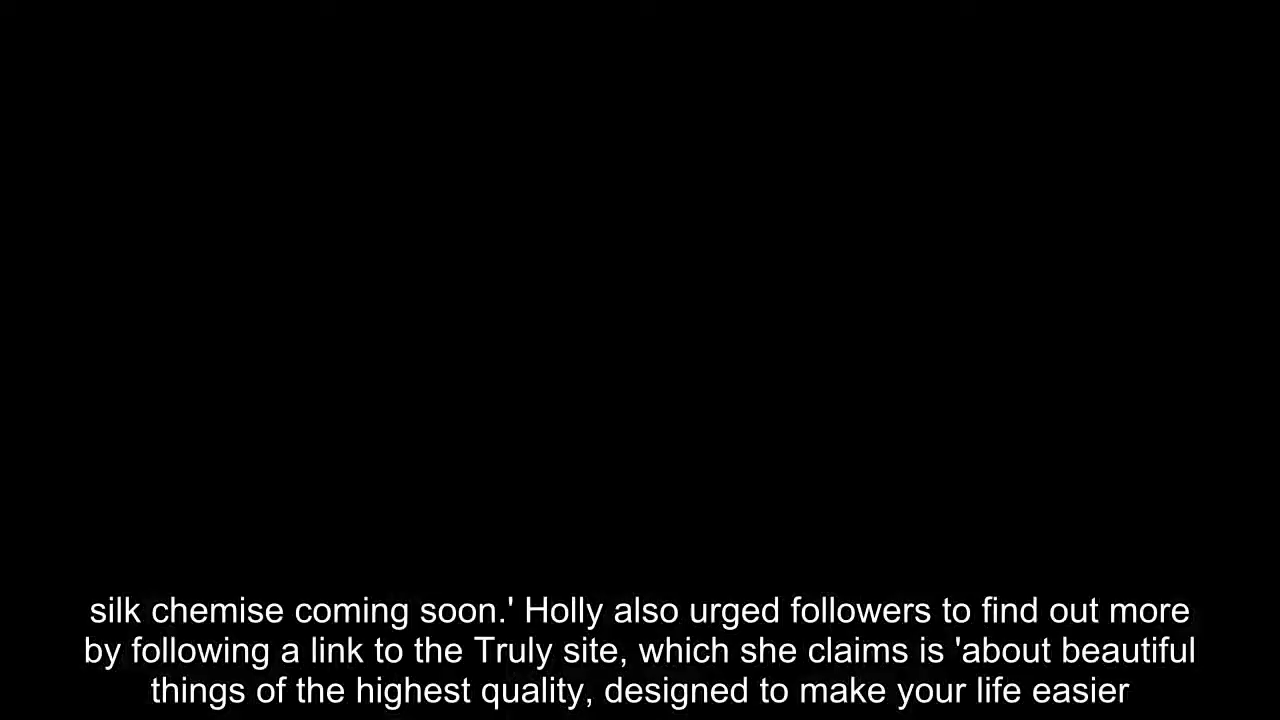 silk chemise coming soon.' Holly also urged followers to find out more
by following a link to the Truly site, which she claims is 'about beautiful
things of the highest quality, designed to make your life easier